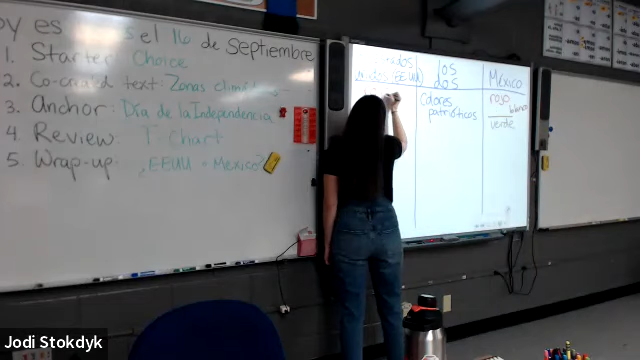 oy es el 16 de septiembre
1. Starter Choice
2. Co-created text: Zonas
3. Anchor: Día de la Independencia
4. Review: T Chart
5. Wrap-up: ¿EEUU = Mexico?
(EEUU)
los
dos
México
Colores
patrióticos
rojo
blanco
verde
Jodi Stokdyk